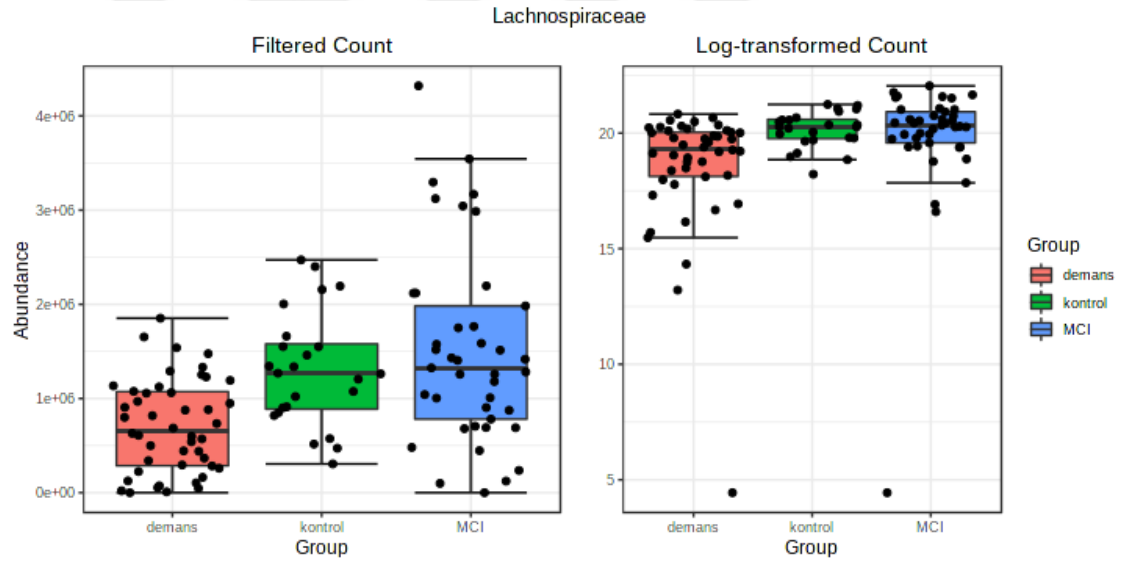 Lachnospiraceae
Filtered Count
Log-transformed Count
Abundance
4e+06
3e+06
2e+06
1e+06
0e+00
demans
kontrol
MCI
Group
20
15
10
5
demans
kontrol
MCI
Group
Group
demans
kontrol
MCI